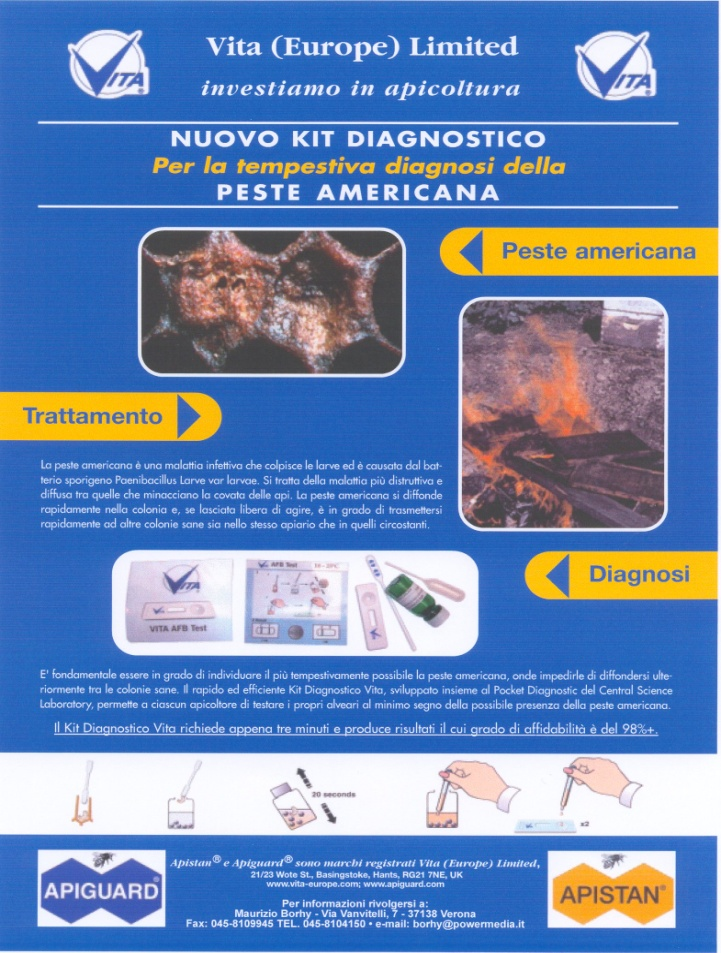 VITA
Vita (Europe) Limited
investiamo in apicoltura
VITA
NUOVO KIT DIAGNOSTICO
Per la tempestiva diagnosi della
PESTE AMERICANA
Peste americana
Trattamento
La peste americana è una malattia infettiva che colpisce le larve ed è causata dal bat-
terio sporigeno Paenibacillus Larve var larvae. Si tratta della malattia più distruttiva e
diffusa tra quelle che minacciano la covata delle api. La peste americana si diffonde
rapidamente nella colonia e, se lasciata libera di agire, è in grado di trasmettersi
rapidamente ad altre colonie sane sia nello stesso apiario che in quelli circostanti.
Diagnosi
VITA
VITA AFB Test
AFB Test
E' fondamentale essere in grado di individuare il più tempestivamente possibile la peste americana, onde impedirle di diffondersi ulte-
riormente tra le colonie sane. Il rapido ed efficiente Kit Diagnostico Vita, sviluppato insieme al Pocket Diagnostic del Central Science
Laboratory, permette a ciascun apicoltore di testare i propri alveari al minimo segno della possibile presenza della peste americana.
Il Kit Diagnostico Vita richiede appena tre minuti e produce risultati il cui grado di affidabilità è del 98%+.
20 seconds
x2
Apistan® e Apiguard® sono marchi registrati Vita (Europe) Limited,
21/23 Wote St., Basingstoke, Hants, RG21 7NE, UK
www.vita-europe.com; www.apiguard.com
Per informazioni rivolgersi a:
Maurizio Borhy - Via Vanvitelli, 7 - 37138 Verona
Fax: 045-8109945 TEL. 045-8104150 • e-mail: borhy@powermedia.it
APIGUARD®
APISTAN®